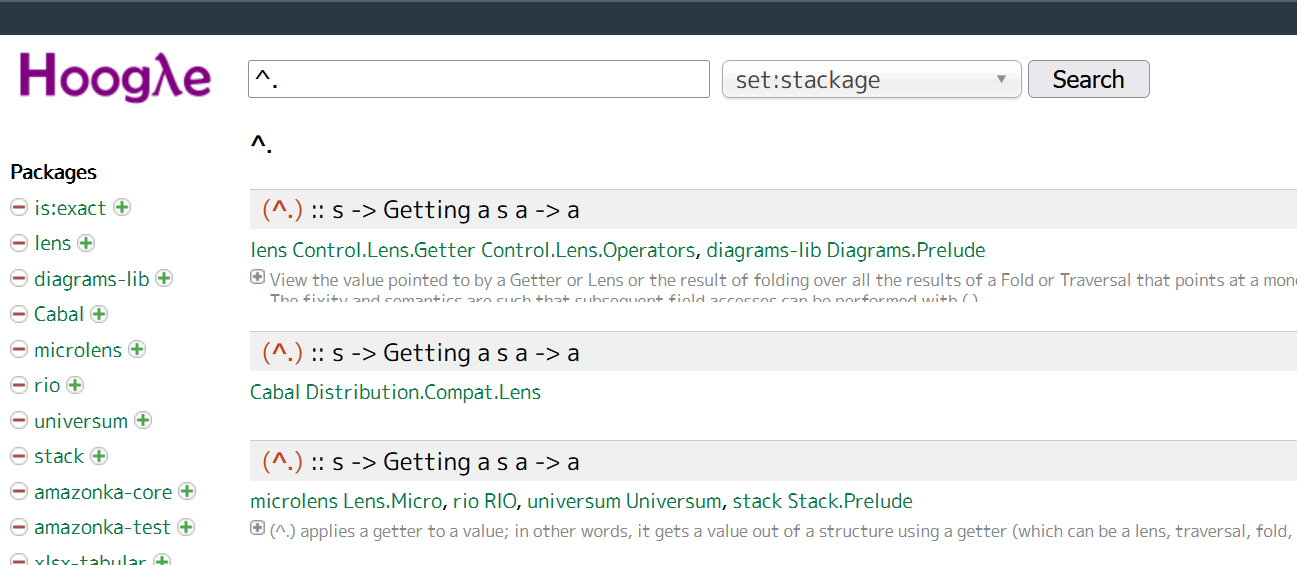 Hoogλe
^.
set:stackage
Search
^.
Packages
is:exact
lens
diagrams-lib
Cabal
microlens
rio
universum
stack
amazonka-core
amazonka-test
xlsx-tabular
(^.) :: s -> Getting a s a -> a
lens Control.Lens.Getter Control.Lens.Operators, diagrams-lib Diagrams.Prelude
View the value pointed to by a Getter or Lens or the result of folding over all the results of a Fold or Traversal that points at a mon
The fixity and semantics are such that subsequent field accesses can be performed with (.)
(^.) :: s -> Getting a s a -> a
Cabal Distribution.Compat.Lens
(^.) :: s -> Getting a s a -> a
microlens Lens.Micro, rio RIO, universum Universum, stack Stack.Prelude
(^.) applies a getter to a value; in other words, it gets a value out of a structure using a getter (which can be a lens, traversal, fold,